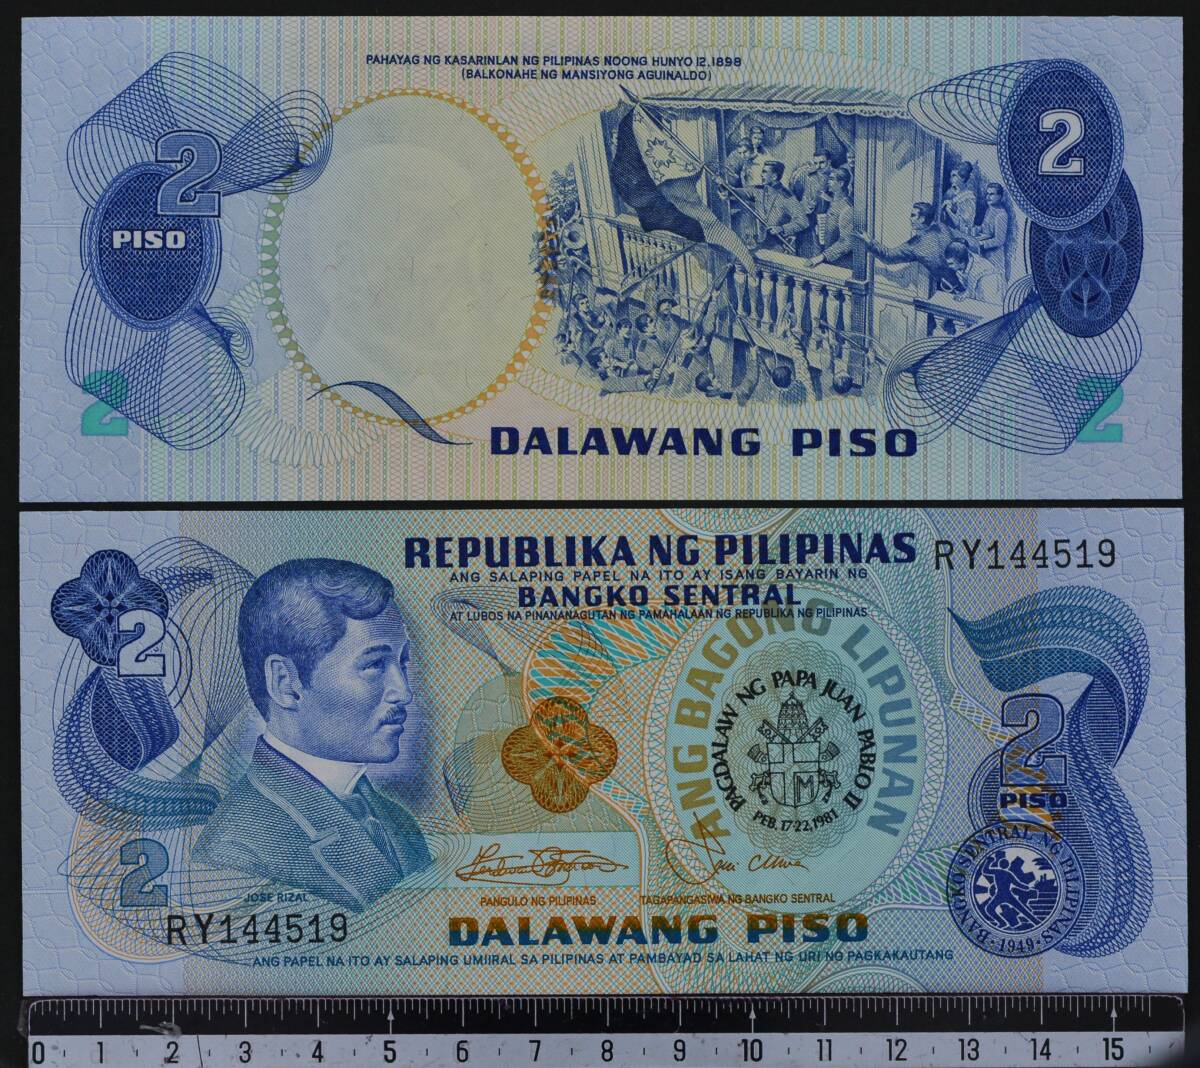 PAHAYAG NG KASARINLAN NG PILIPINAS NOONG HUNYO 12, 1898
(BALKONAHE NG MANSIYONG AGUINALDO)
2
PISO
2
2
2
DALAWANG PISO
REPUBLIKA NG PILIPINAS
RY144519
ANG SALAPING PAPEL NA ITO AY ISANG BAYARIN NG
BANGKO SENTRAL
AT LUBOS NA PINANANAGUTAN NG PAMAHALAAN NG REPUBLIKA NG PILIPINAS
2
ANG BAGONG LIPUNAN
PAGDALAW NG PAPA JUAN PABLO II
M
PEB. 17-22, 1981
2
PISO
2
JOSE RIZAL
PANGULO NG PILIPINAS
TAGAPANGASIWA NG BANGKO SENTRAL
BANGKO SENTRAL NG PILIPINAS
·1949·
RY144519
DALAWANG PISO
ANG PAPEL NA ITO AY SALAPING UMIIRAL SA PILIPINAS AT PAMBAYAD SA LAHAT NG URI NG PAGKAKAUTANG
0 1 2 3 4 5 6 7 8 9 10 11 12 13 14 15